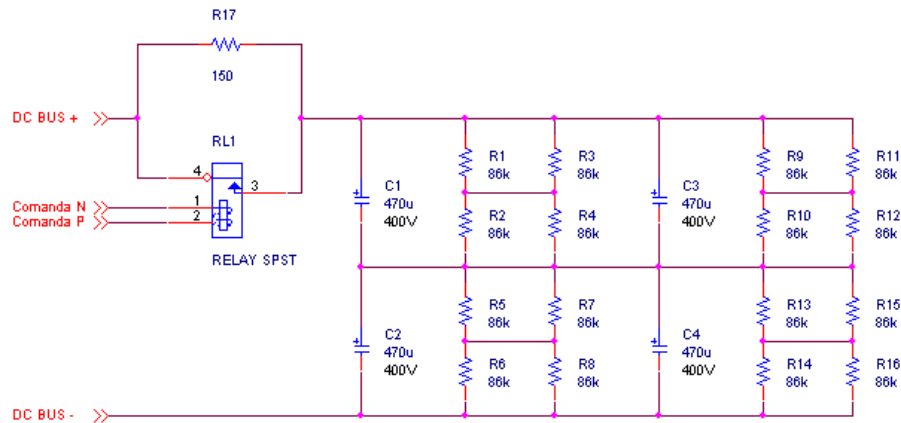 R17
150
DC BUS +
RL1
4
3
Comanda N
1
Comanda P
2
RELAY SPST
C1
470u
400V
R1
86k
R3
86k
R2
86k
R4
86k
C3
470u
400V
R9
86k
R11
86k
R10
86k
R12
86k
C2
470u
400V
R5
86k
R7
86k
R6
86k
R8
86k
C4
470u
400V
R13
86k
R15
86k
R14
86k
R16
86k
DC BUS -